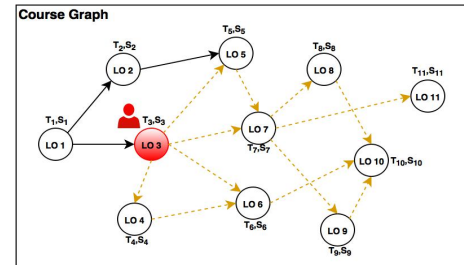 Course Graph
T5,S5
T2,S2
LO 5
T8,S8
LO 2
LO 8
T11,S11
LO 11
T1,S1
T3,S3
LO 7
LO 1
LO 3
T7,S7
LO 10
T10,S10
LO 4
LO 6
T4,S4
T6,S6
LO 9
T9,S9